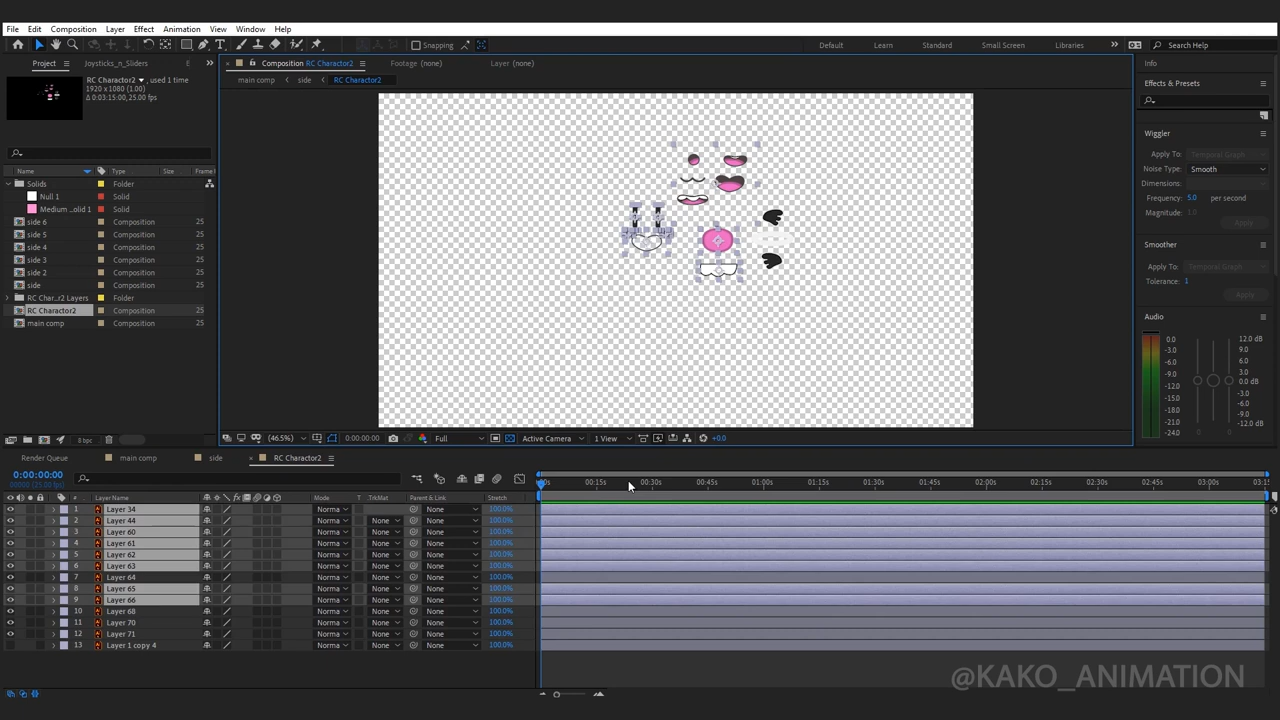 File Edit Composition Layer Effect Animation View Window Help
Snapping Default Learn Standard Small Screen Libraries Search Help
Project Joysticks_n_Sliders E Composition RC Charactor2 Footage (none) Layer (none) Info
RC Charactor2, used 1 time main comp side RC Charactor2 Effects & Presets
1920 x 1080 (1.00)
Δ 0:03:15:00, 25.00 fps
Wiggler
Apply To: Temporal Graph
Name Type Size Frame I
Noise Type: Smooth
Solids Folder
Dimensions:
Null 1 Solid
Frequency: 5.0 per second
Medium ..olid 1 Solid
Magnitude: 1.0
side 6 Composition 25
Apply
side 5 Composition 25
side 4 Composition 25
Smoother
side 3 Composition 25
Apply To: Temporal Graph
side 2 Composition 25
Tolerance: 1
side Composition 25
Apply
RC Char..r2 Layers Folder
RC Charactor2 Composition 25
Audio
main comp Composition 25
0.0 12.0 dB
-3.0 9.0
-6.0 6.0
-9.0 3.0
-12.0 0.0 dB
-15.0 -3.0
-18.0 -6.0
-21.0 -9.0
-24.0 -12.0 dB
8 bpc (46.5%) 0:00:00:00 Full Active Camera 1 View +0.0
Render Queue main comp side RC Charactor2
0:00:00:00
00000 (25.00 fps)
:00s 00:15s 00:30s 00:45s 01:00s 01:15s 01:30s 01:45s 02:00s 02:15s 02:30s 02:45s 03:00s 03:15
# Layer Name Mode T TrkMat Parent & Link Stretch
1 Layer 34 Norma None 100.0%
2 Layer 44 Norma None None 100.0%
3 Layer 60 Norma None None 100.0%
4 Layer 61 Norma None None 100.0%
5 Layer 62 Norma None None 100.0%
6 Layer 63 Norma None None 100.0%
7 Layer 64 Norma None None 100.0%
8 Layer 65 Norma None None 100.0%
9 Layer 66 Norma None None 100.0%
10 Layer 68 Norma None None 100.0%
11 Layer 70 Norma None None 100.0%
12 Layer 71 Norma None None 100.0%
13 Layer 1 copy 4 Norma None None 100.0%
@KAKO_ANIMATION